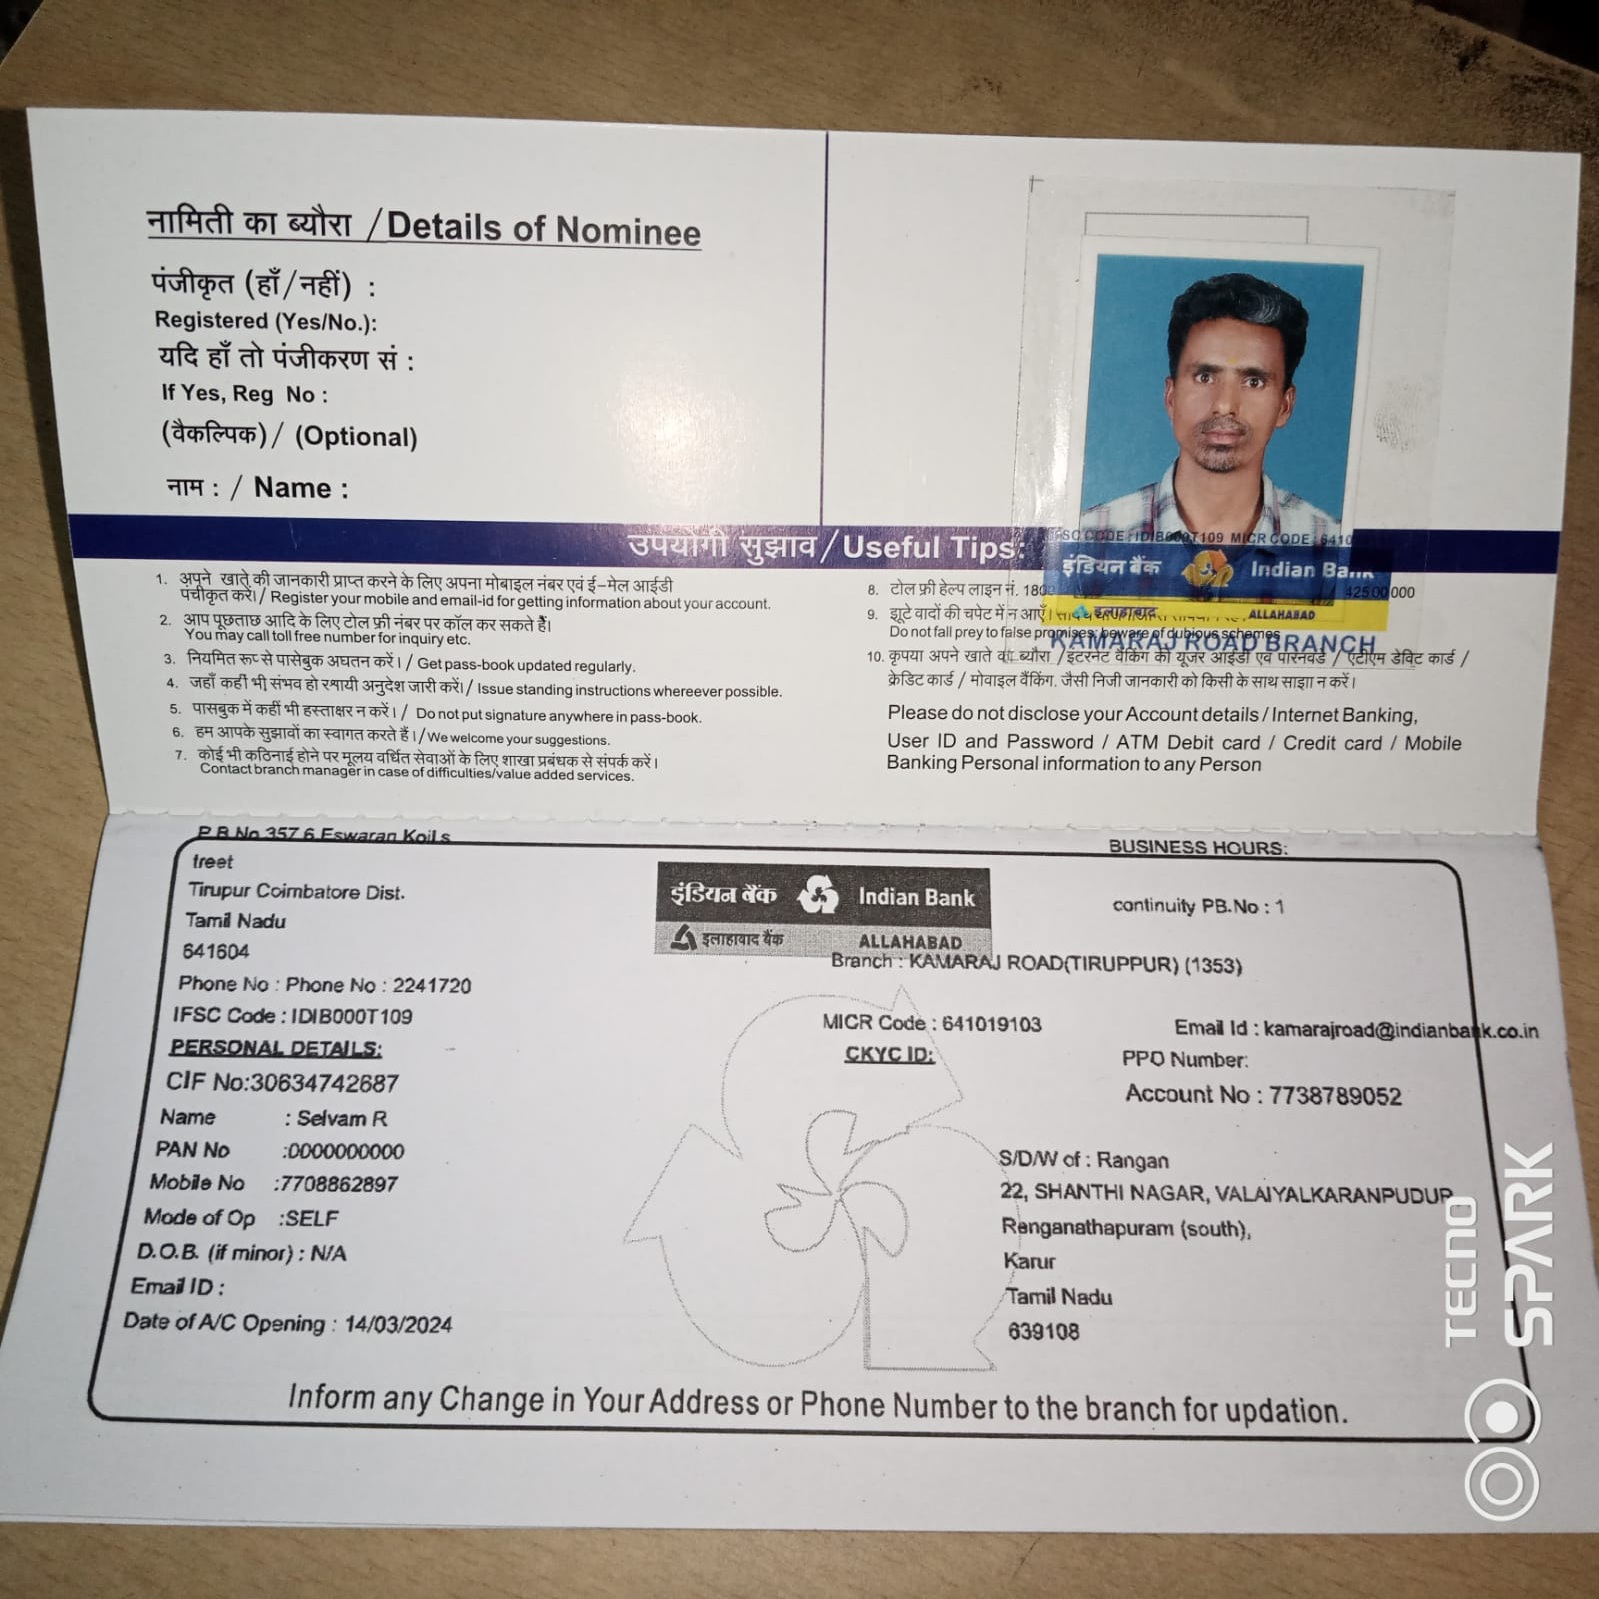 नामिती का ब्यौरा / Details of Nominee
पंजीकृत (हाँ/नहीं) :
Registered (Yes/No.):
यदि हाँ तो पंजीकरण सं :
If Yes, Reg No :
(वैकल्पिक) / (Optional)
नाम : / Name :
उपयोगी सुझाव / Useful Tips:
1. अपने खाते की जानकारी प्राप्त करने के लिए अपना मोबाइल नंबर एवं ई-मेल आईडी
पंचीकृत करें। / Register your mobile and email-id for getting information about your account.
2. आप पूछताछ आदि के लिए टोल फ्री नंबर पर कॉल कर सकते हैं।
You may call toll free number for inquiry etc.
3. नियमित रूप से पासेबुक अघतन करें। / Get pass-book updated regularly.
4. जहाँ कहीं भी संभव हो स्थायी अनुदेश जारी करें। / Issue standing instructions whereever possible.
5. पासबुक में कहीं भी हस्ताक्षर न करें। / Do not put signature anywhere in pass-book.
6. हम आपके सुझावों का स्वागत करते हैं। / We welcome your suggestions.
7. कोई भी कठिनाई होने पर मूलय वर्धित सेवाओं के लिए शाखा प्रबंधक से संपर्क करें।
Contact branch manager in case of difficulties/value added services.
IFSC CODE : IDIB000T109 MICR CODE 6410
इंडियन बैंक Indian Bank
इलाहाबाद ALLAHABAD
KAMARAJ ROAD BRANCH
8. टोल फ्री हेल्प लाइन नं. 180 42500000
9. झूटे वादों की चपेट में न आएँ।
Do not fall prey to false promises; beware of dubious schemes
10. कृपया अपने खाते का ब्यौरा / इंटरनेट बैंकिंग की यूजर आईडी एवं पासवर्ड / एटीएम डेबिट कार्ड /
क्रेडिट कार्ड / मोवाइल बैंकिंग. जैसी निजी जानकारी को किसी के साथ साझा न करें।
Please do not disclose your Account details / Internet Banking,
User ID and Password / ATM Debit card / Credit card / Mobile
Banking Personal information to any Person
P.B.No.357 6,Eswaran Koil s
treet
Tirupur Coimbatore Dist.
Tamil Nadu
641604
Phone No : Phone No : 2241720
IFSC Code : IDIB000T109
इंडियन बैंक Indian Bank
इलाहाबाद बैंक ALLAHABAD
BUSINESS HOURS:
continuity PB.No : 1
Branch : KAMARAJ ROAD(TIRUPPUR) (1353)
MICR Code : 641019103
Email Id : kamarajroad@indianbank.co.in
PERSONAL DETAILS:
CKYC ID:
PPO Number:
CIF No:30634742687
Account No : 7738789052
Name : Selvam R
PAN No :0000000000
Mobile No :7708862897
Mode of Op :SELF
D.O.B. (if minor) : N/A
Email ID :
Date of A/C Opening : 14/03/2024
S/D/W of : Rangan
22, SHANTHI NAGAR, VALAIYALKARANPUDUR
Renganathapuram (south),
Karur
Tamil Nadu
639108
Inform any Change in Your Address or Phone Number to the branch for updation.
TECNO
SPARK